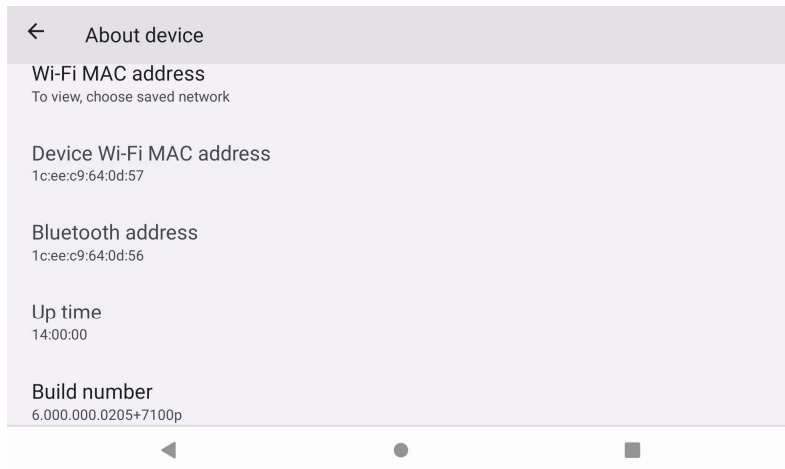 About device
Wi-Fi MAC address
To view, choose saved network
Device Wi-Fi MAC address
1c:ee:c9:64:0d:57
Bluetooth address
1c:ee:c9:64:0d:56
Up time
14:00:00
Build number
6.000.000.0205+7100p